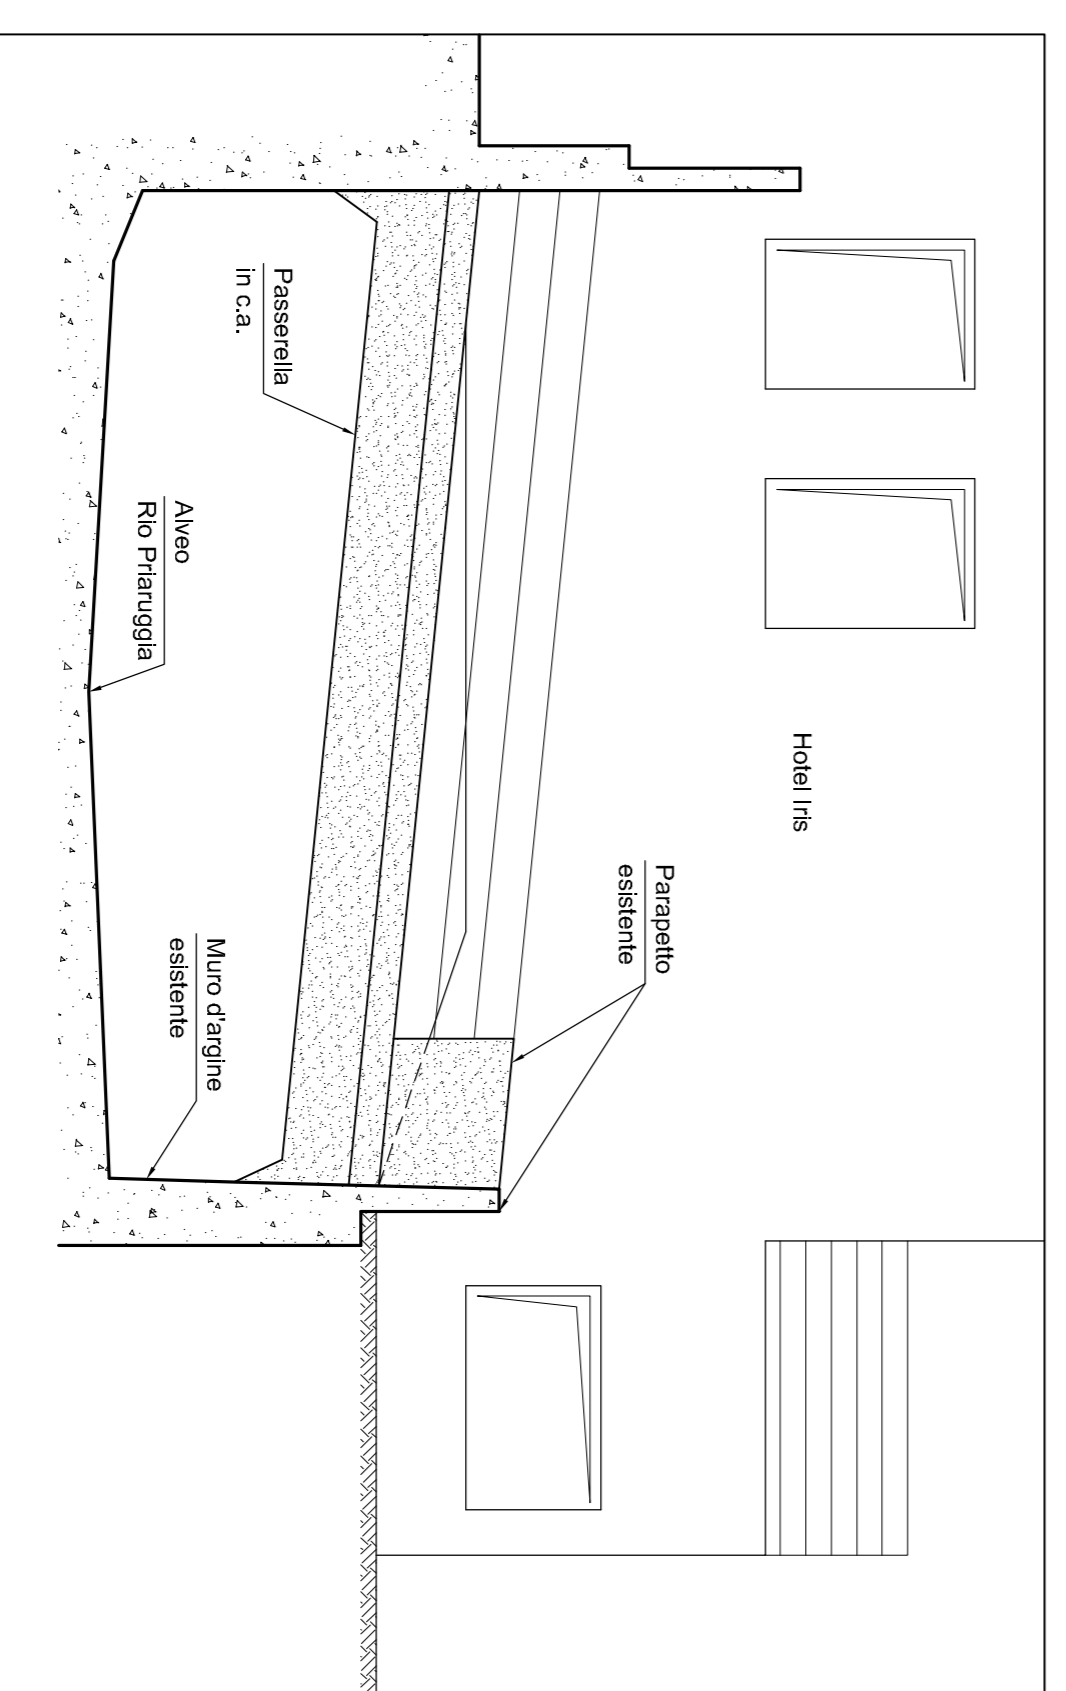 Hotel Iris
Parapetto
esistente
Passerella
in c.a.
Alveo
Rio Priaruggia
Muro d'argine
esistente